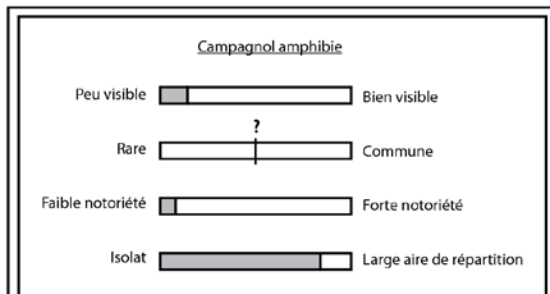 Campagnol amphibie
Peu visible Bien visible
?
Rare Commune
Faible notoriété Forte notoriété
Isolat Large aire de répartition